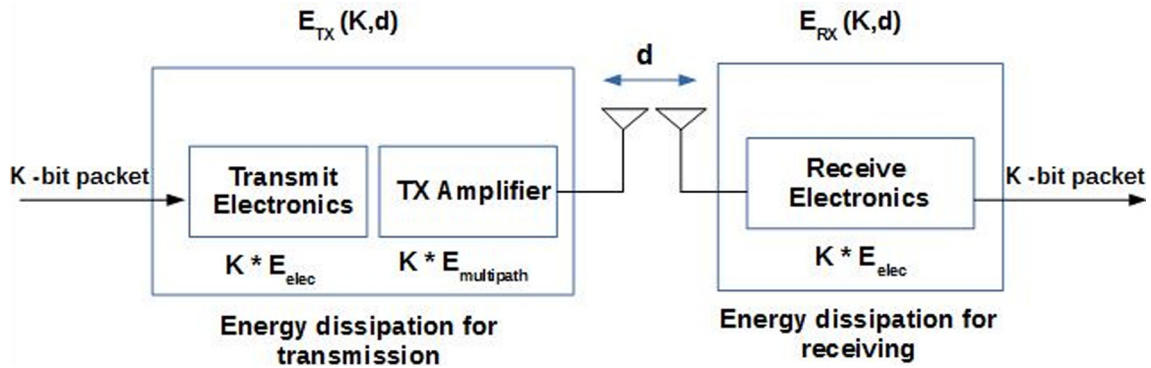 E_TX (K,d)
E_RX (K,d)
d
K -bit packet
Transmit
Electronics
TX Amplifier
Receive
Electronics
K -bit packet
K * E_elec
K * E_multipath
K * E_elec
Energy dissipation for
transmission
Energy dissipation for
receiving